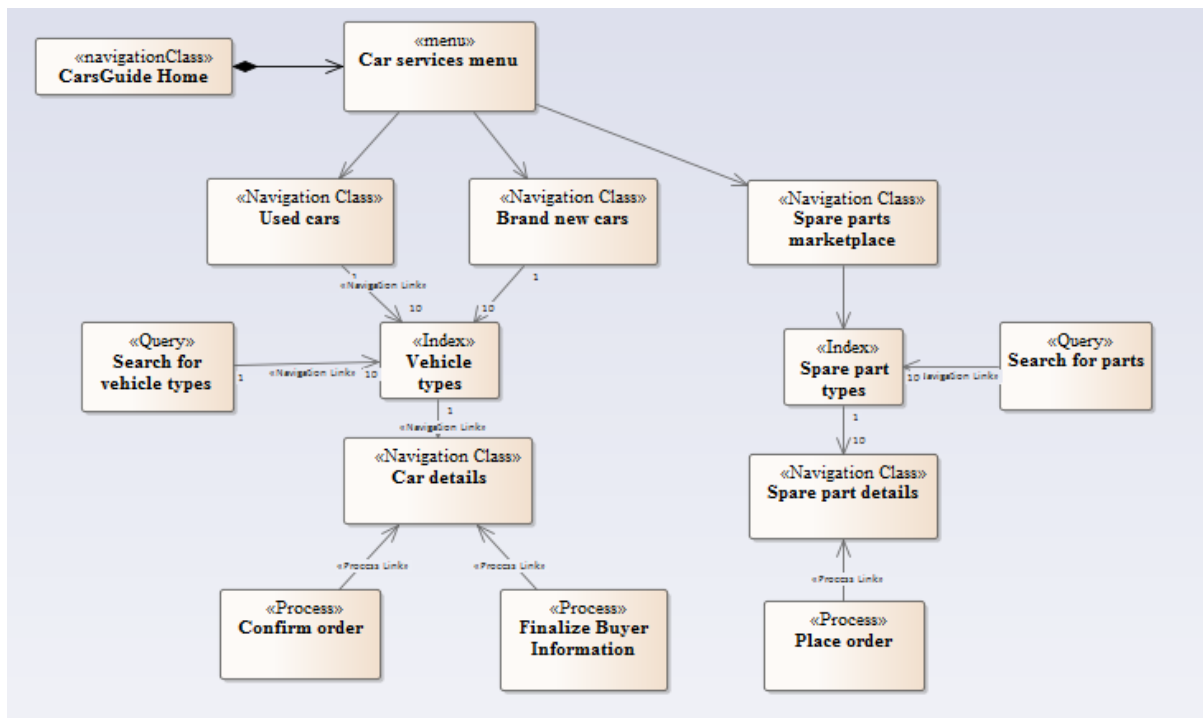 «menu»
Car services menu
«navigationClass»
CarsGuide Home
«Navigation Class»
Used cars
«Navigation Class»
Brand new cars
«Navigation Class»
Spare parts
marketplace
1
«Navigation Link»
10
1
10
«Query»
Search for
vehicle types
1
«Navigation Link»
10
«Index»
Vehicle
types
«Index»
Spare part
types
10
avigation Link»
«Query»
Search for parts
1
«Navigation Link»
1
10
«Navigation Class»
Car details
«Navigation Class»
Spare part details
«Process Link»
«Process Link»
«Process Link»
«Process»
Confirm order
«Process»
Finalize Buyer
Information
«Process»
Place order